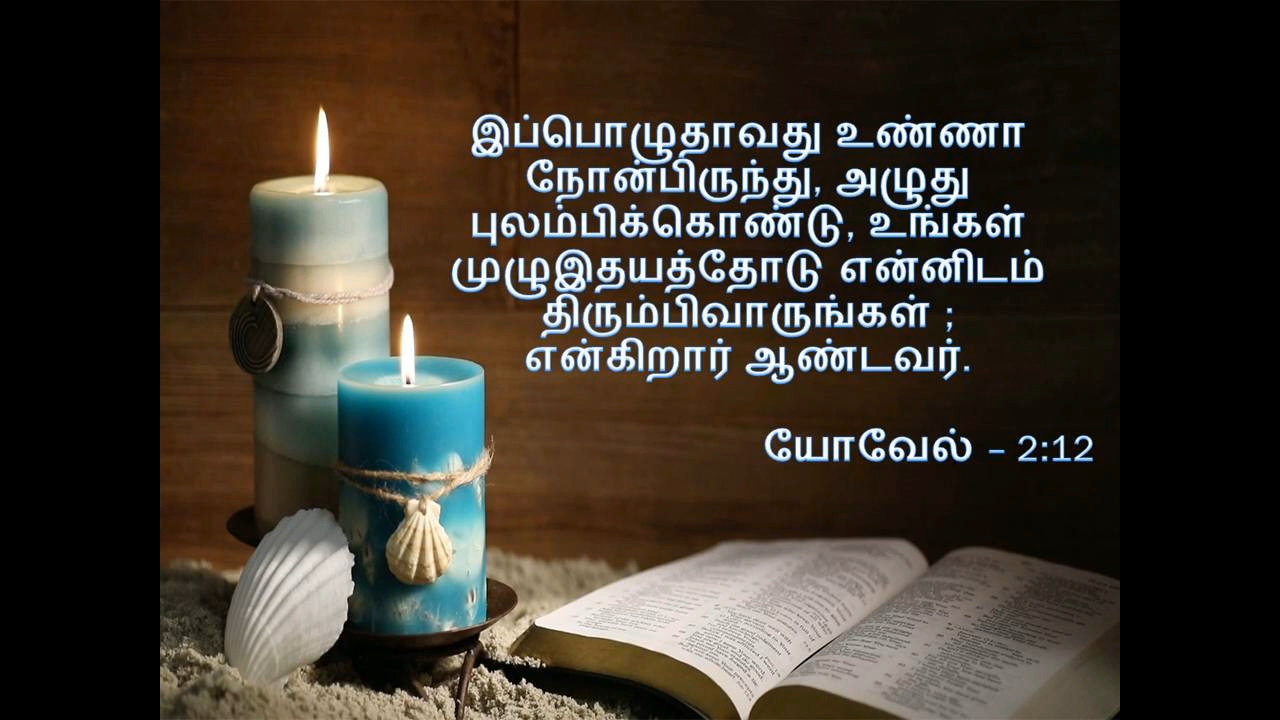 இப்பொழுதாவது உண்ணா
நோன்பிருந்து, அழுது
புலம்பிக்கொண்டு, உங்கள்
முழுஇதயத்தோடு என்னிடம்
திரும்பிவாருங்கள் ;
என்கிறார் ஆண்டவர்.
யோவேல் – 2:12